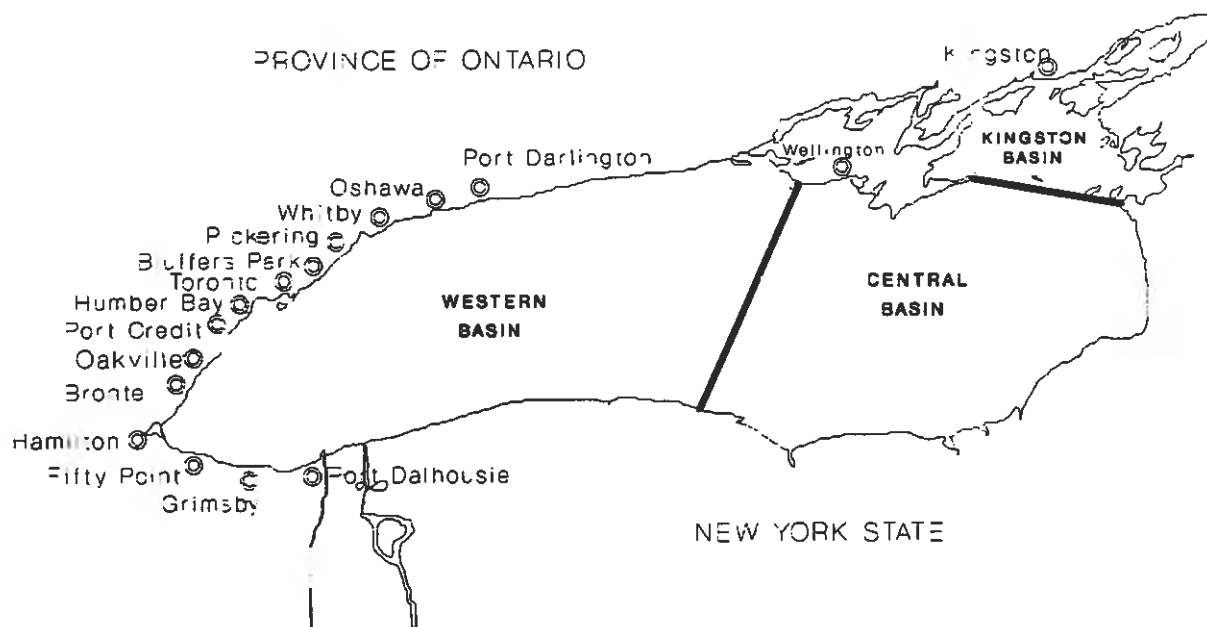 PROVINCE OF ONTARIO
Kingston
KINGSTON
BASIN
Wellington
Port Darlington
Oshawa
Whitby
Pickering
Bluffers Park
Toronto
Humber Bay
Port Credit
Oakville
Bronte
Hamilton
Fifty Point
Grimsby
Port Dalhousie
WESTERN
BASIN
CENTRAL
BASIN
NEW YORK STATE